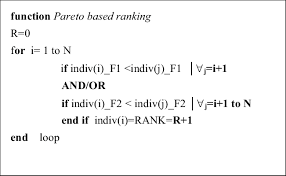 function Pareto based ranking
R=0
for i= 1 to N
if indiv(i)_F1 <indiv(j)_F1 | ∀j=i+1
AND/OR
if indiv(i)_F2 < indiv(j)_F2 | ∀j=i+1 to N
end if indiv(i)=RANK=R+1
end loop